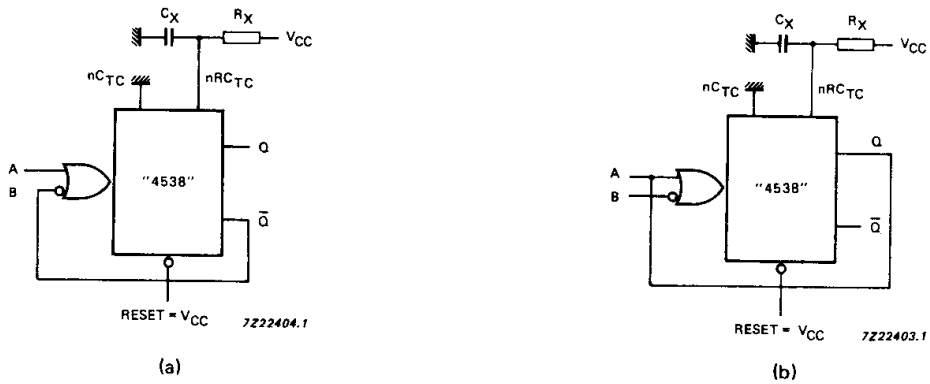 CX
RX
VCC
nCTC
nRCTC
A
B
"4538"
Q
Q̅
RESET = VCC
7Z22404.1
(a)
CX
RX
VCC
nCTC
nRCTC
A
B
"4538"
Q
Q̅
RESET = VCC
7Z22403.1
(b)